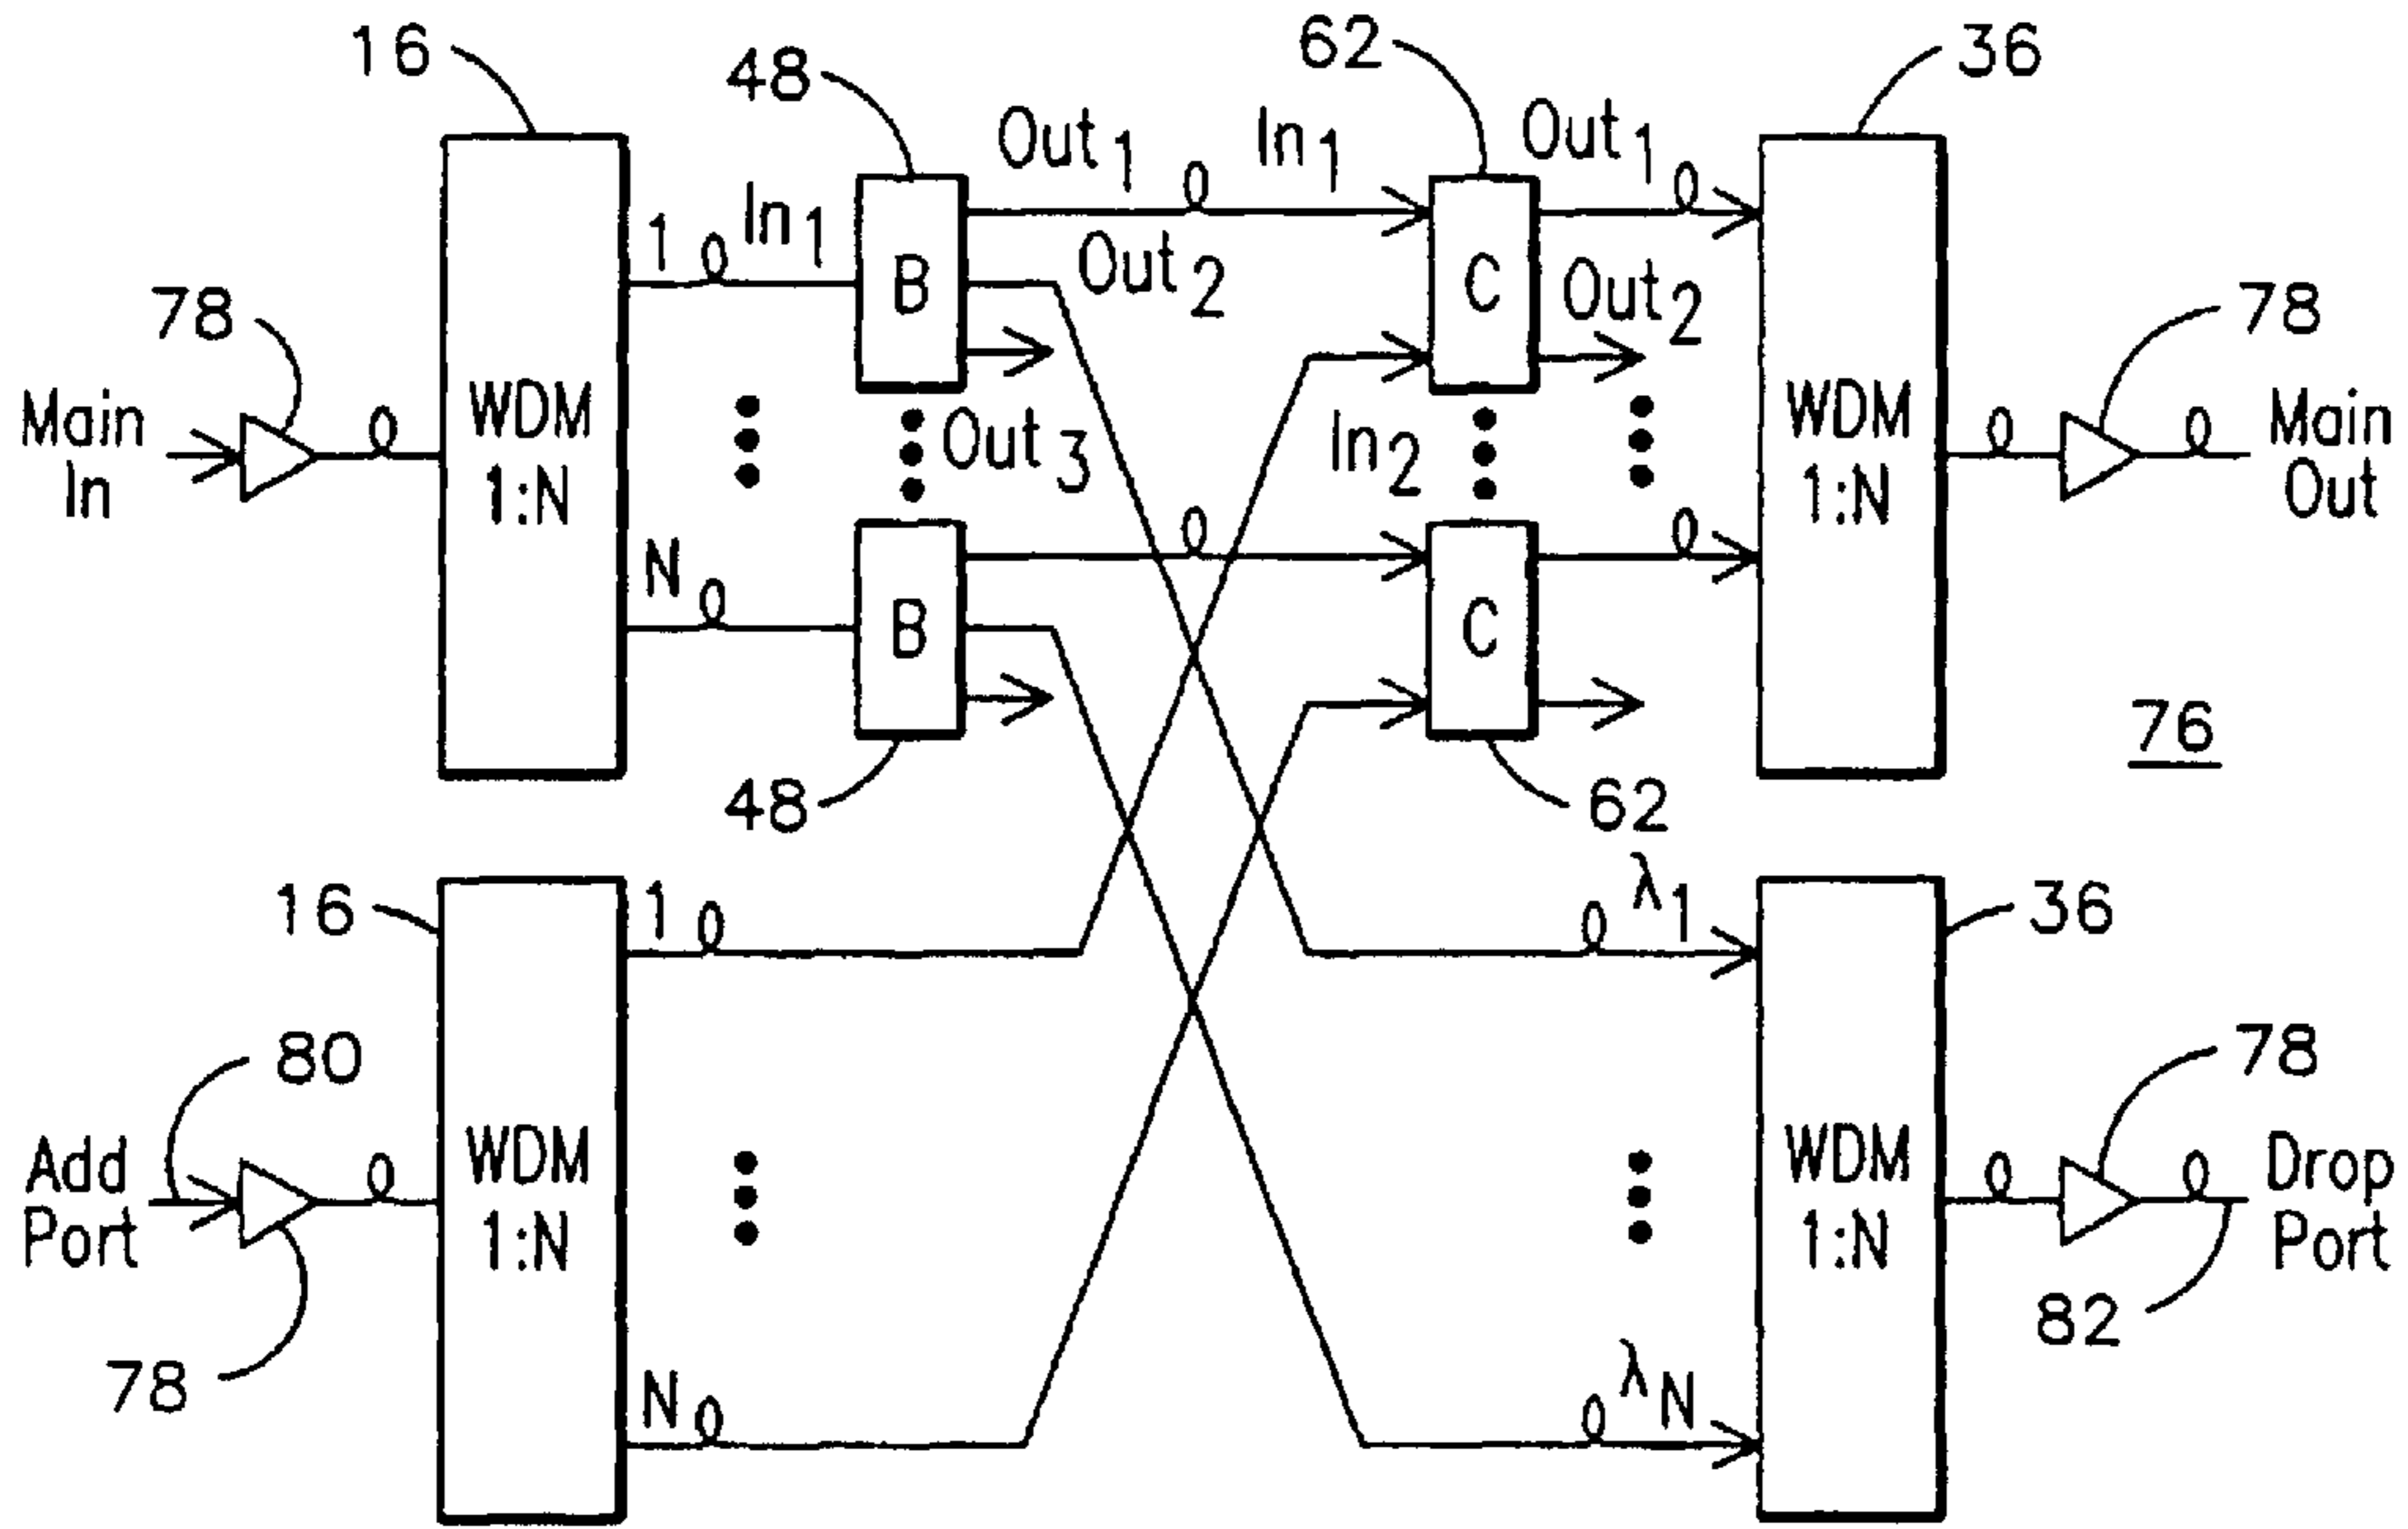 16
48
62
36
Out1
In1
Out1
1
In1
Out2
Out2
78
78
Main
In
WDM
1:N
B
C
WDM
1:N
Main
Out
Out3
In2
N
B
C
76
48
62
16
1
λ1
36
80
78
Add
Port
WDM
1:N
WDM
1:N
Drop
Port
82
78
N
λN